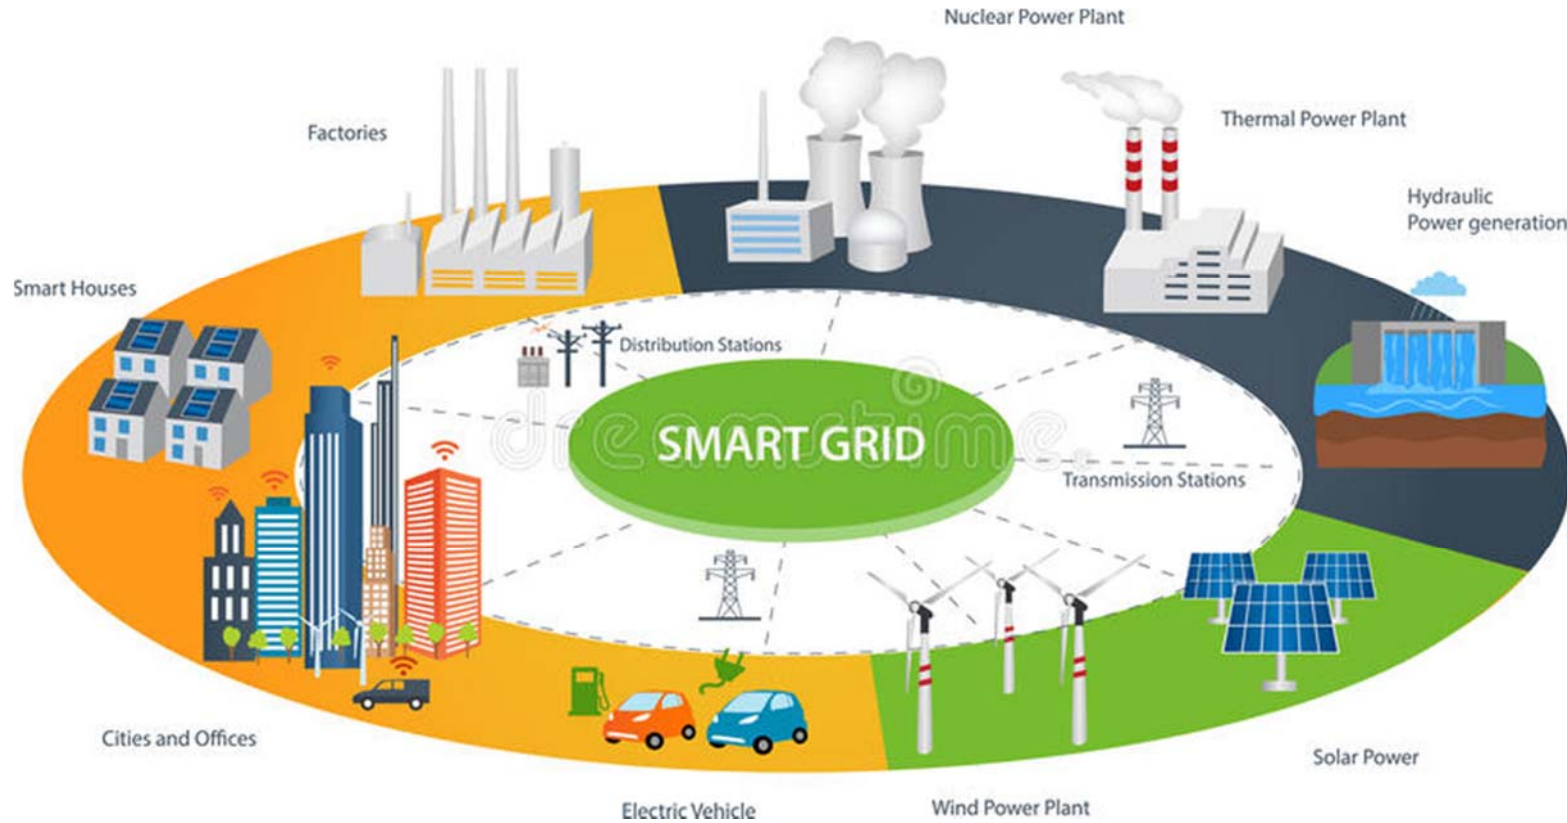 Nuclear Power Plant
Factories
Thermal Power Plant
Hydraulic
Power generation
Smart Houses
Distribution Stations
SMART GRID
dreamstime.
Transmission Stations
Cities and Offices
Solar Power
Electric Vehicle
Wind Power Plant